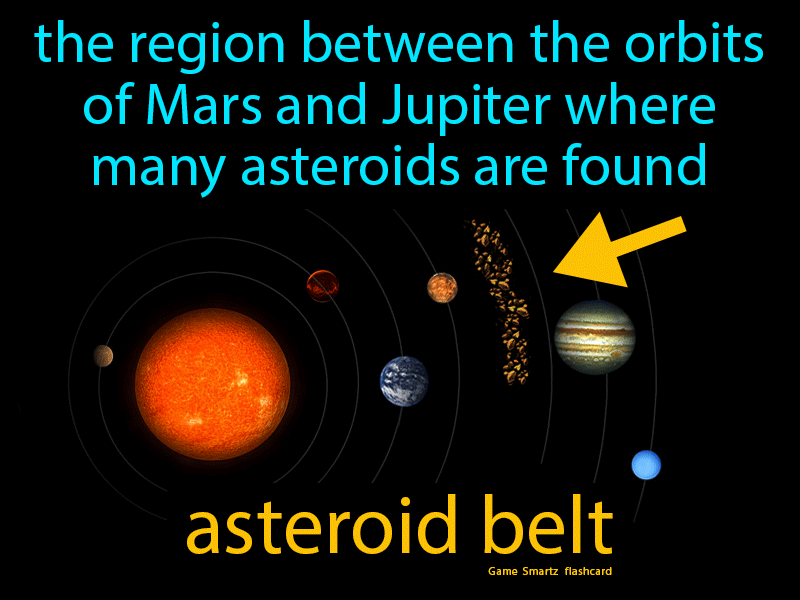 the region between the orbits
of Mars and Jupiter where
many asteroids are found
asteroid belt
Game Smartz flashcard